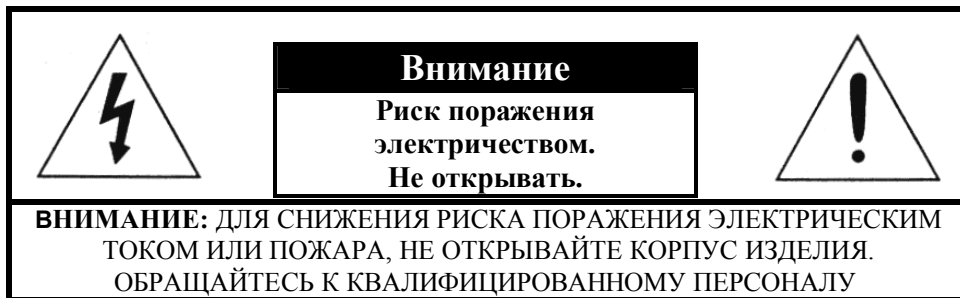 Внимание
Риск поражения
электричеством.
Не открывать.
ВНИМАНИЕ: ДЛЯ СНИЖЕНИЯ РИСКА ПОРАЖЕНИЯ ЭЛЕКТРИЧЕСКИМ
ТОКОМ ИЛИ ПОЖАРА, НЕ ОТКРЫВАЙТЕ КОРПУС ИЗДЕЛИЯ.
ОБРАЩАЙТЕСЬ К КВАЛИФИЦИРОВАННОМУ ПЕРСОНАЛУ